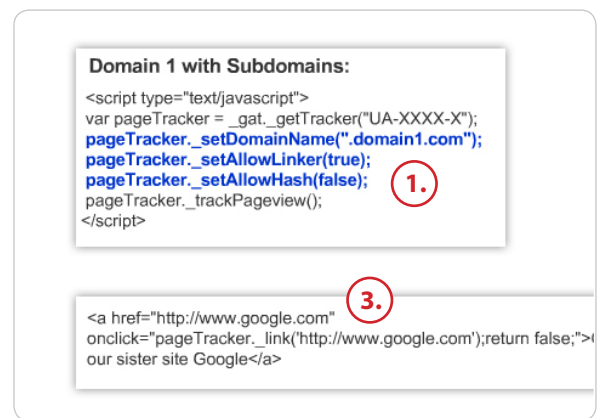 Domain 1 with Subdomains:
<script type="text/javascript">
var pageTracker = _gat._getTracker("UA-XXXX-X");
pageTracker._setDomainName(".domain1.com");
pageTracker._setAllowLinker(true);
pageTracker._setAllowHash(false);
1.
pageTracker._trackPageview();
</script>
3.
<a href="http://www.google.com"
onclick="pageTracker._link('http://www.google.com');return false;">
our sister site Google</a>